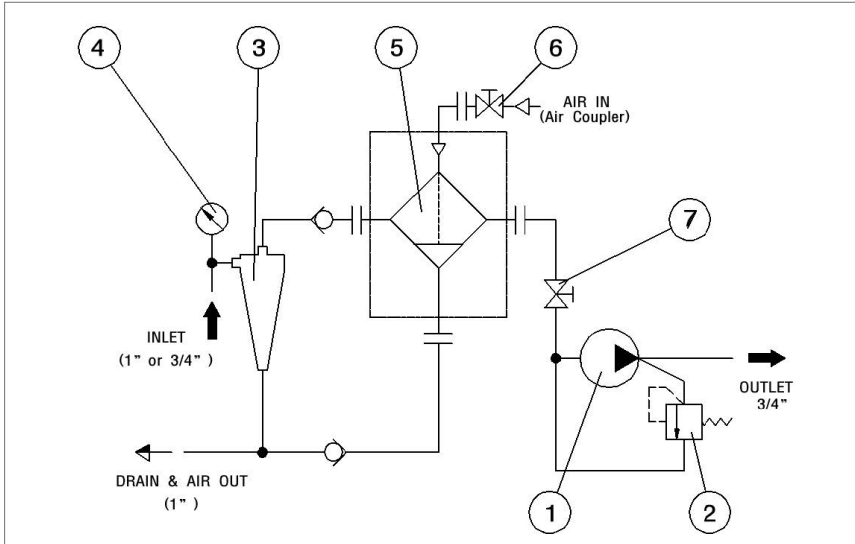 4
3
5
6
AIR IN
(Air Coupler)
7
INLET
(1" or 3/4" )
OUTLET
3/4"
DRAIN & AIR OUT
(1" )
1
2